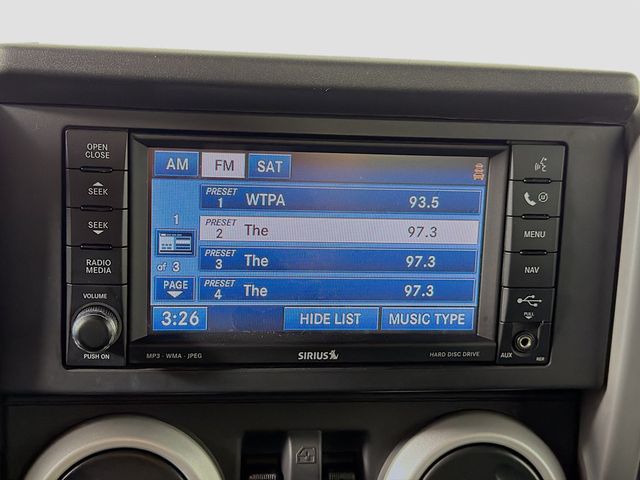 OPEN
CLOSE
SEEK
SEEK
RADIO
MEDIA
VOLUME
PUSH ON
AM FM SAT
PRESET 1 WTPA 93.5
PRESET 2 The 97.3
PRESET 3 The 97.3
PRESET 4 The 97.3
1
of 3
PAGE
3:26 HIDE LIST MUSIC TYPE
MP3 - WMA - JPEG SIRIUS HARD DISC DRIVE
MENU
NAV
PULL
AUX